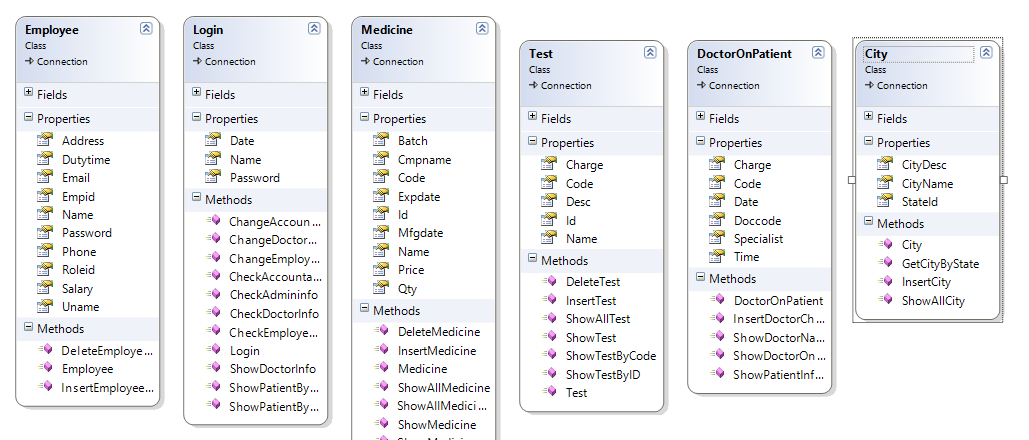 Employee
Class
Connection
Fields
Properties
Address
Dutytime
Email
Empid
Name
Password
Phone
Roleid
Salary
Uname
Methods
DeleteEmploye...
Employee
InsertEmployee...
Login
Class
Connection
Fields
Properties
Date
Name
Password
Methods
ChangeAccoun...
ChangeDoctor...
ChangeEmploy...
CheckAccounta...
CheckAdmininfo
CheckDoctorInfo
CheckEmploye...
Login
ShowDoctorInfo
ShowPatientBy...
ShowPatientBy...
Medicine
Class
Connection
Fields
Properties
Batch
Cmpname
Code
Expdate
Id
Mfgdate
Name
Price
Qty
Methods
DeleteMedicine
InsertMedicine
Medicine
ShowAllMedicine
ShowAllMedici...
ShowMedicine
Test
Class
Connection
Fields
Properties
Charge
Code
Desc
Id
Name
Methods
DeleteTest
InsertTest
ShowAllTest
ShowTest
ShowTestByCode
ShowTestByID
Test
DoctorOnPatient
Class
Connection
Fields
Properties
Charge
Code
Date
Doccode
Specialist
Time
Methods
DoctorOnPatient
InsertDoctorCh...
ShowDoctorNa...
ShowDoctorOn...
ShowPatientInf...
City
Class
Connection
Fields
Properties
CityDesc
CityName
StateId
Methods
City
GetCityByState
InsertCity
ShowAllCity